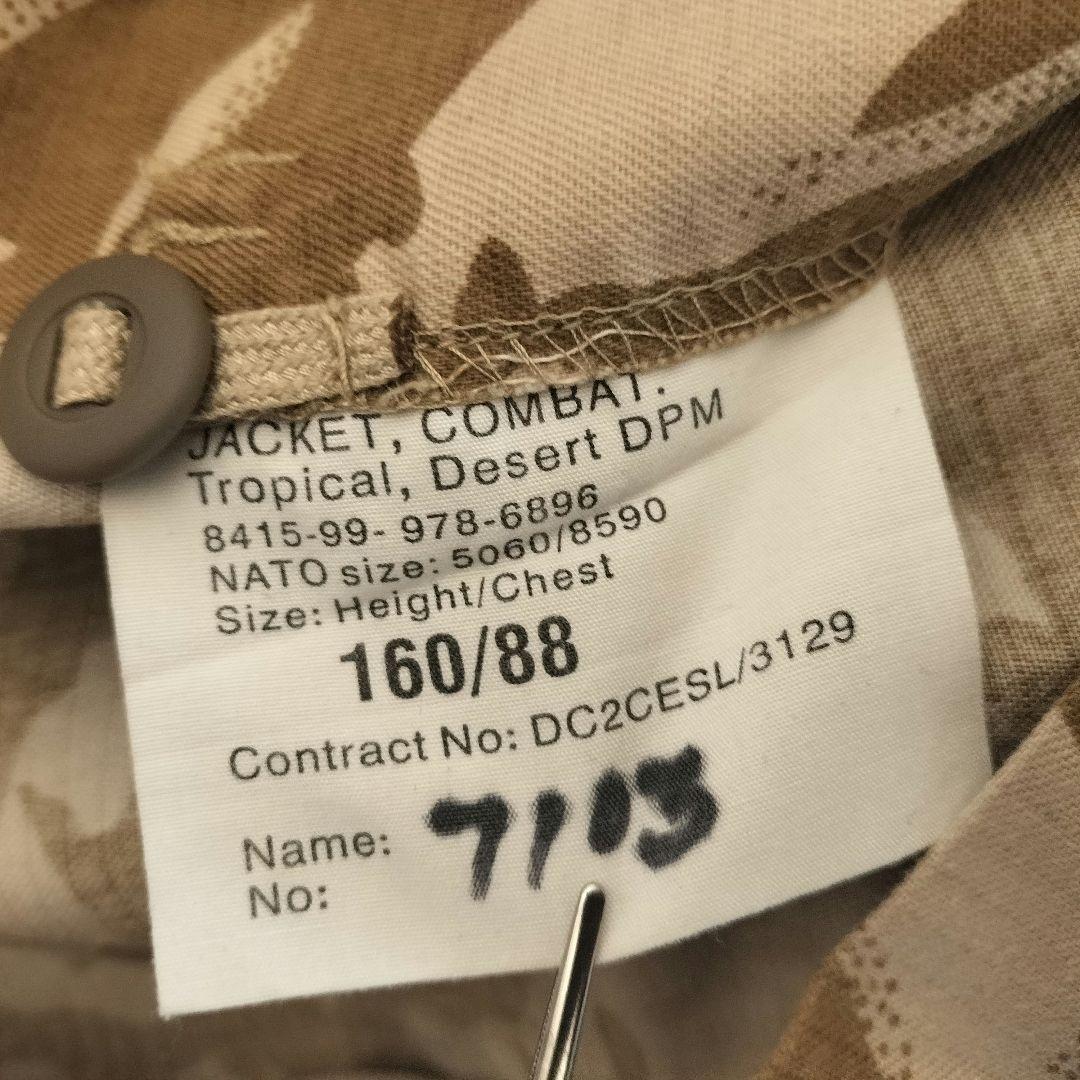 JACKET, COMBAT:
Tropical, Desert DPM
8415-99- 978-6896
NATO size: 5060/8590
Size: Height/Chest
160/88
Contract No: DC2CESL/3129
Name: 7113
No: